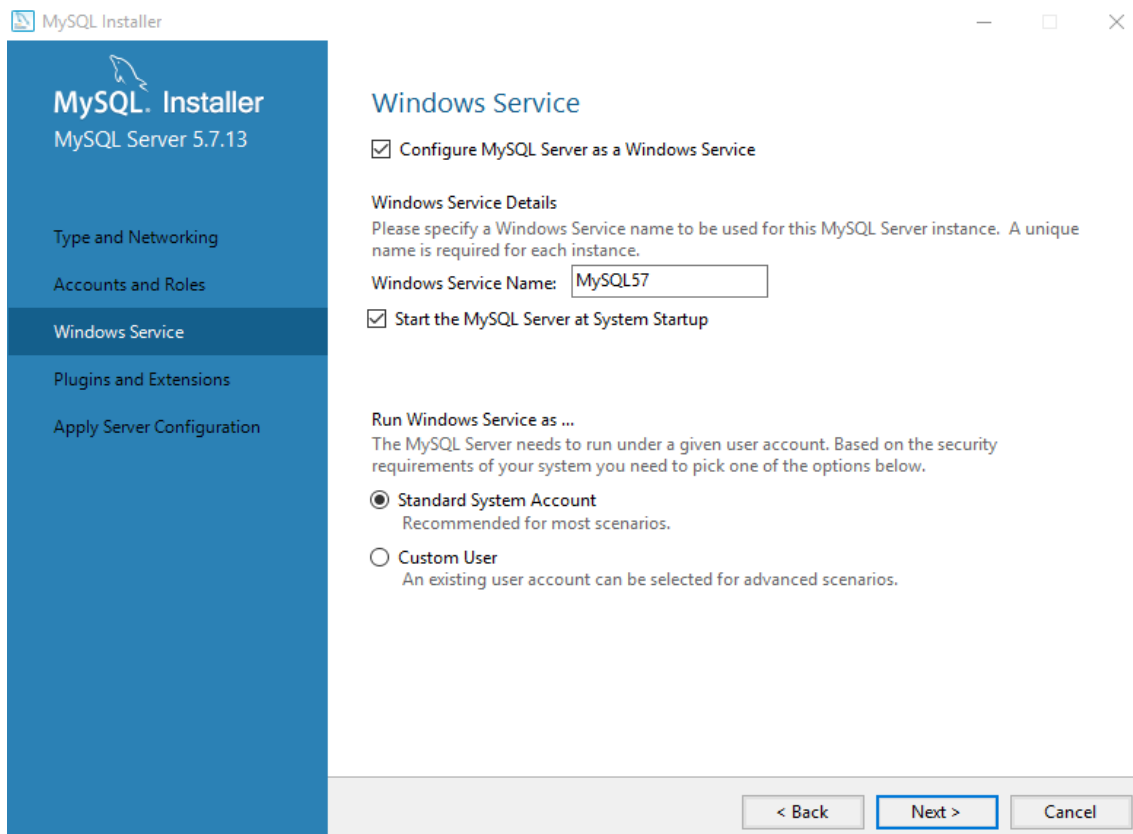 MySQL Installer
MySQL. Installer
MySQL Server 5.7.13
Type and Networking
Accounts and Roles
Windows Service
Plugins and Extensions
Apply Server Configuration
Windows Service
Configure MySQL Server as a Windows Service
Windows Service Details
Please specify a Windows Service name to be used for this MySQL Server instance.  A unique
name is required for each instance.
Windows Service Name: MySQL57
Start the MySQL Server at System Startup
Run Windows Service as ...
The MySQL Server needs to run under a given user account. Based on the security
requirements of your system you need to pick one of the options below.
Standard System Account
Recommended for most scenarios.
Custom User
An existing user account can be selected for advanced scenarios.
< Back Next > Cancel